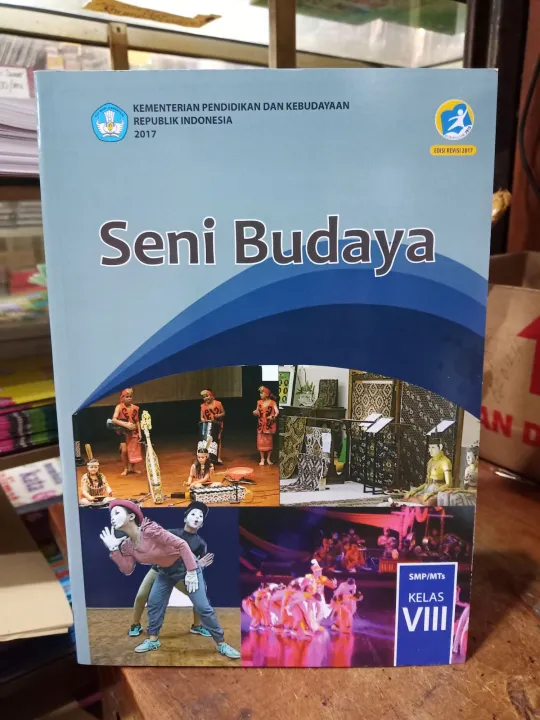 KEMENTERIAN PENDIDIKAN DAN KEBUDAYAAN
REPUBLIK INDONESIA
2017
EDISI REVISI 2017
Seni Budaya
SMP/MTs
KELAS
VIII